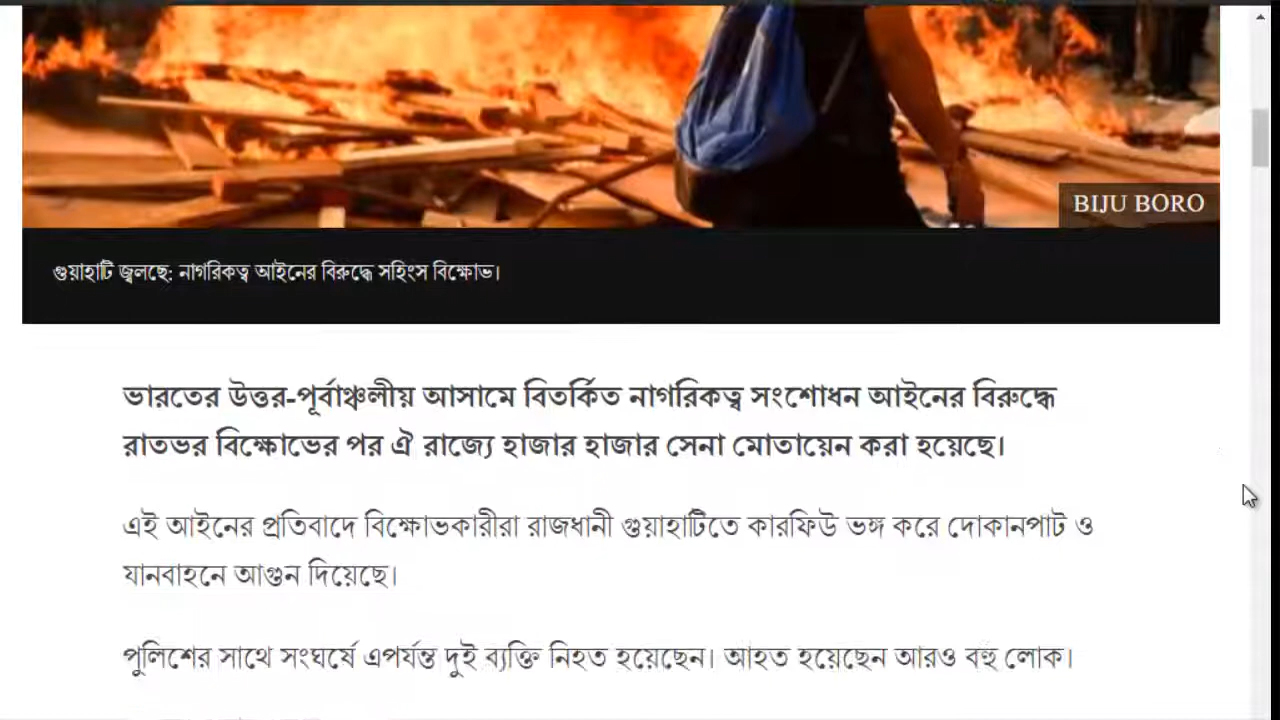 BIJU BORO
গুয়াহাটি জ্বলছে: নাগরিকত্ব আইনের বিরুদ্ধে সহিংস বিক্ষোভ।
ভারতের উত্তর-পূর্বাঞ্চলীয় আসামে বিতর্কিত নাগরিকত্ব সংশোধন আইনের বিরুদ্ধে
রাতভর বিক্ষোভের পর ঐ রাজ্যে হাজার হাজার সেনা মোতায়েন করা হয়েছে।
এই আইনের প্রতিবাদে বিক্ষোভকারীরা রাজধানী গুয়াহাটিতে কারফিউ ভঙ্গ করে দোকানপাট ও
যানবাহনে আগুন দিয়েছে।
পুলিশের সাথে সংঘর্ষে এপর্যন্ত দুই ব্যক্তি নিহত হয়েছেন। আহত হয়েছেন আরও বহু লোক।